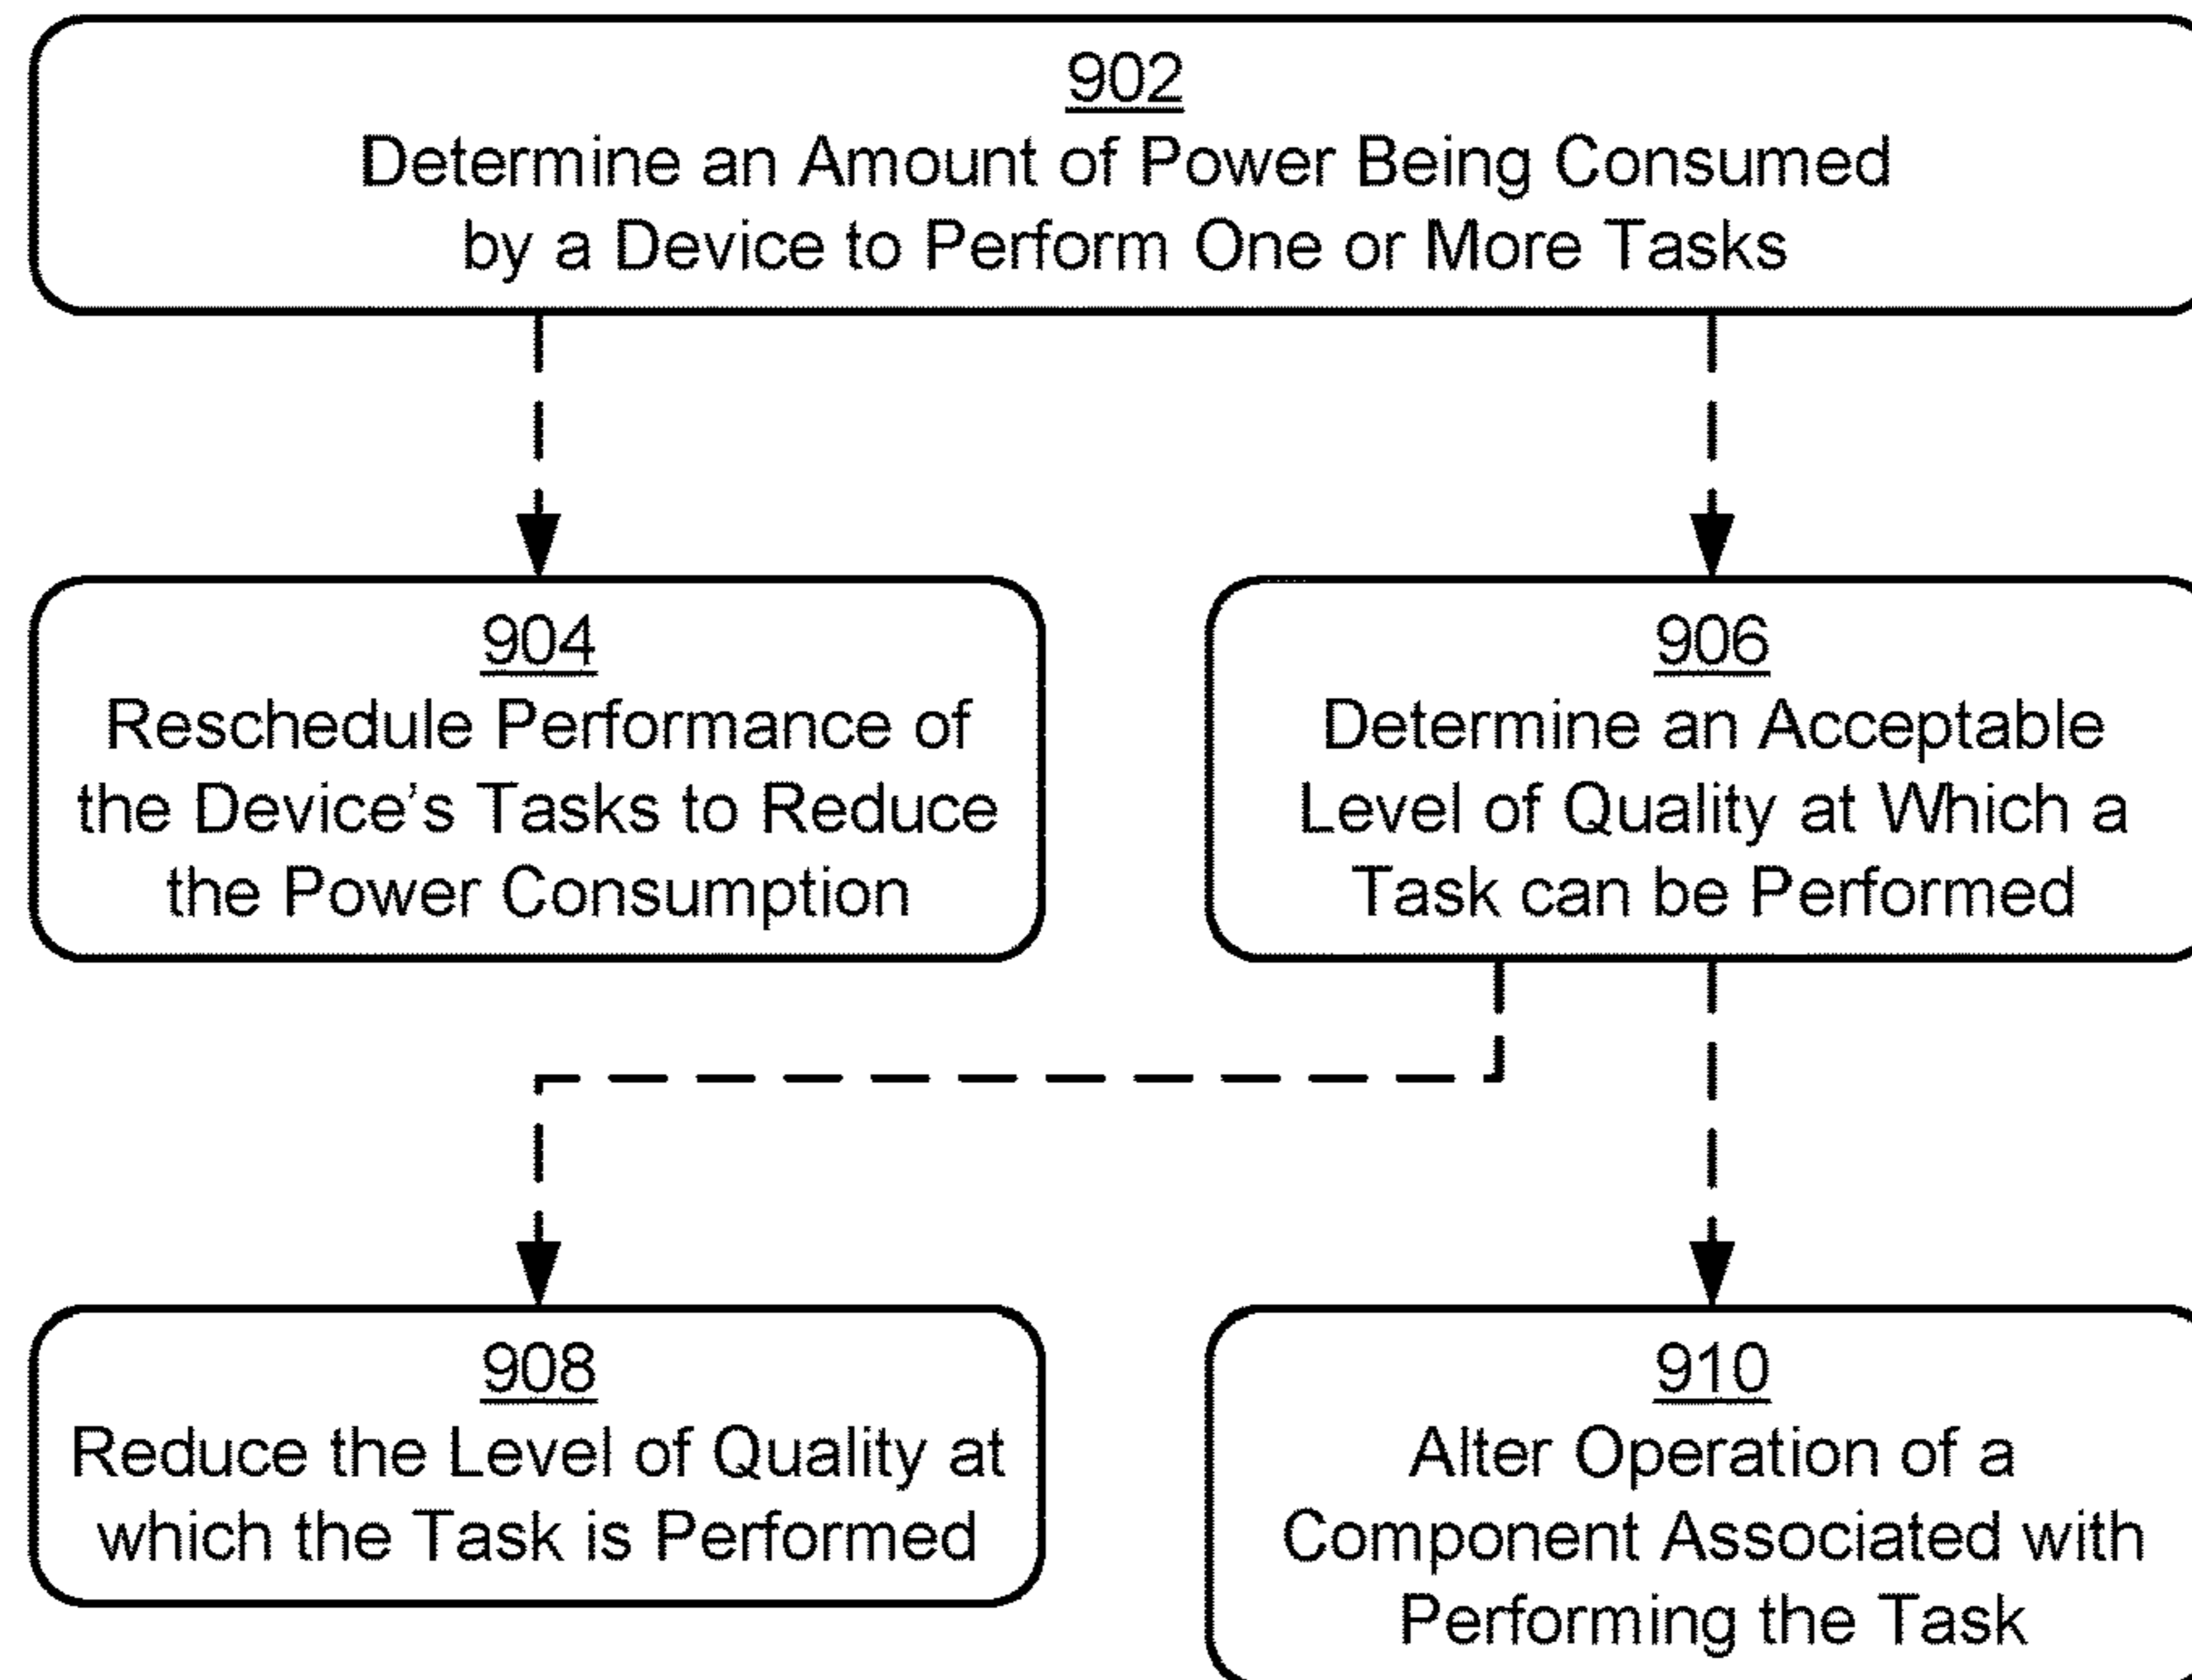 902
Determine an Amount of Power Being Consumed
by a Device to Perform One or More Tasks
904
Reschedule Performance of
the Device's Tasks to Reduce
the Power Consumption
906
Determine an Acceptable
Level of Quality at Which a
Task can be Performed
908
Reduce the Level of Quality at
which the Task is Performed
910
Alter Operation of a
Component Associated with
Performing the Task